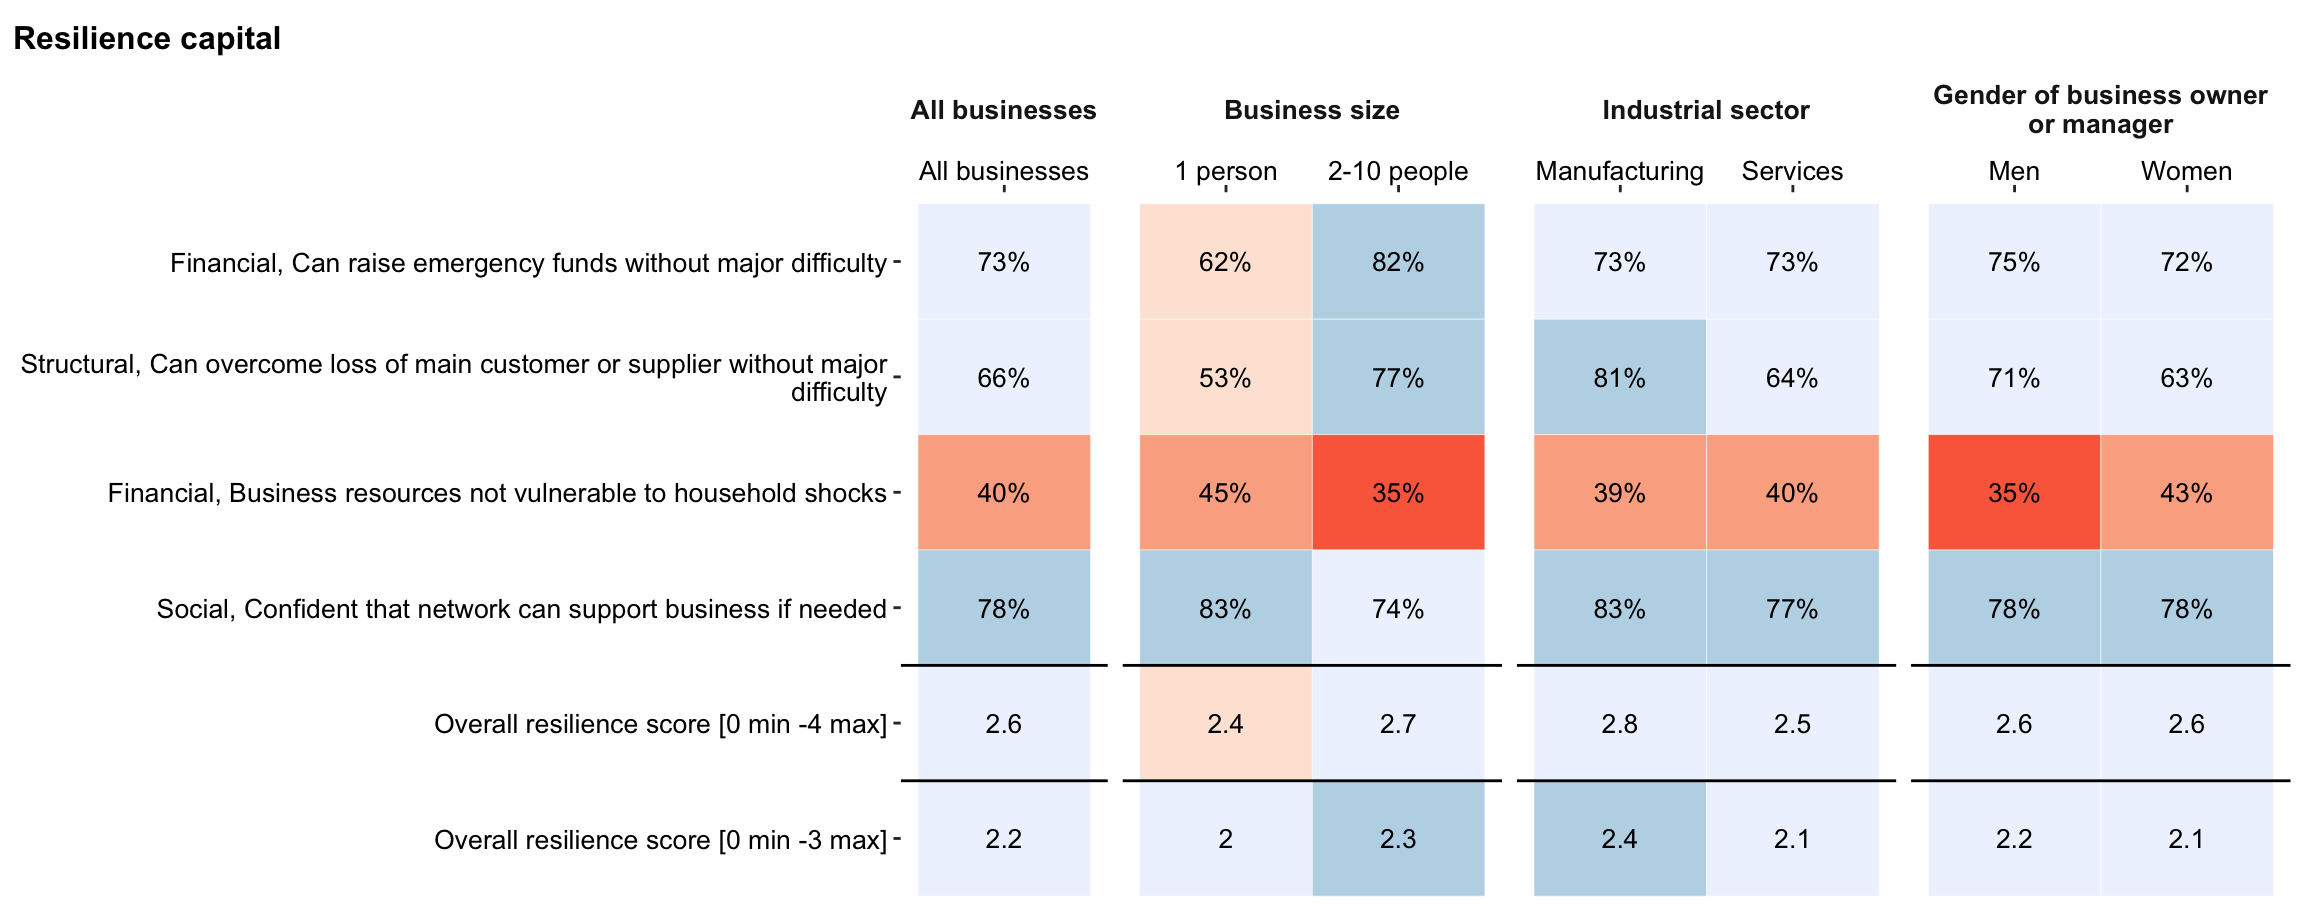 Resilience capital
All businesses Business size Industrial sector Gender of business owner
or manager
All businesses 1 person 2-10 people Manufacturing Services Men Women
Financial, Can raise emergency funds without major difficulty 73% 62% 82% 73% 73% 75% 72%
Structural, Can overcome loss of main customer or supplier without major
difficulty 66% 53% 77% 81% 64% 71% 63%
Financial, Business resources not vulnerable to household shocks 40% 45% 35% 39% 40% 35% 43%
Social, Confident that network can support business if needed 78% 83% 74% 83% 77% 78% 78%
Overall resilience score [0 min -4 max] 2.6 2.4 2.7 2.8 2.5 2.6 2.6
Overall resilience score [0 min -3 max] 2.2 2 2.3 2.4 2.1 2.2 2.1